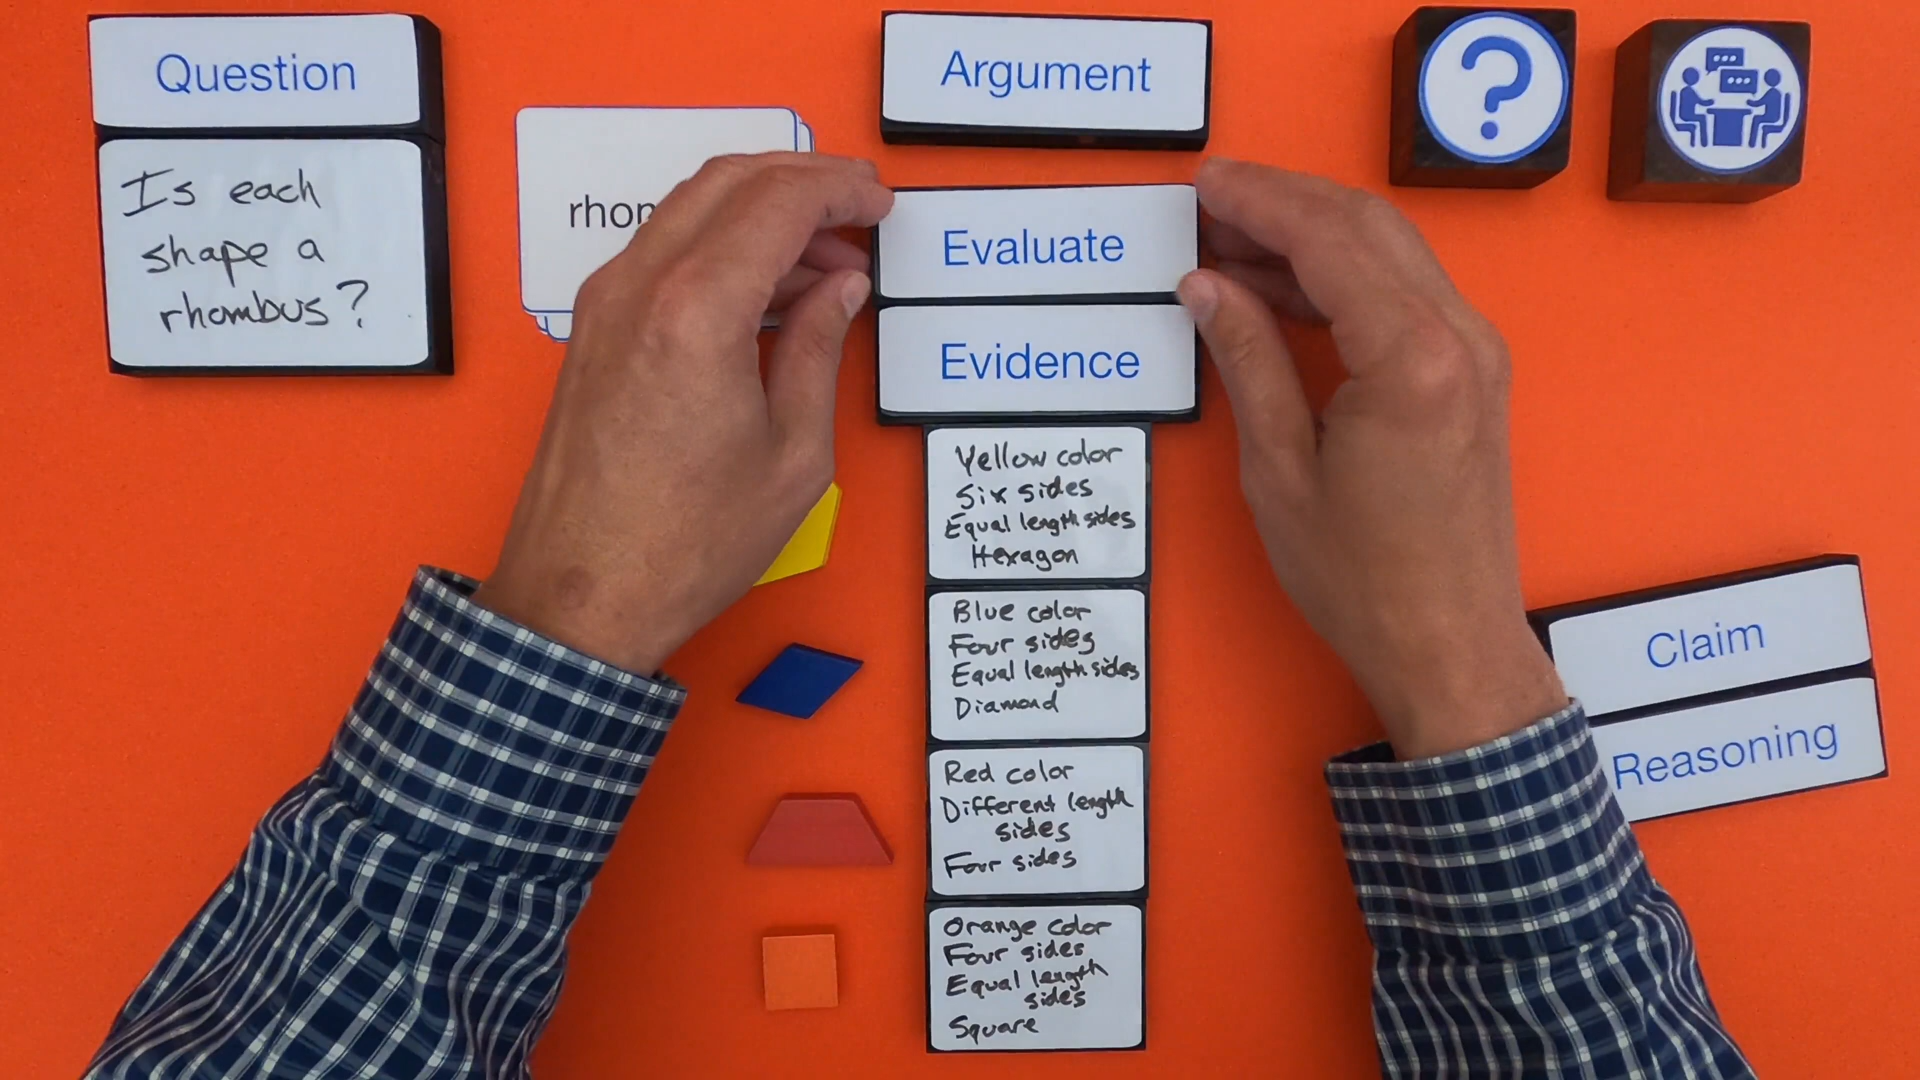 Question
Is each
shape a
rhombus?
Argument
Evaluate
Evidence
Yellow color
Six sides
Equal length sides
Hexagon
Blue color
Four sides
Equal length sides
Diamond
Red color
Different length
sides
Four sides
Orange color
Four sides
Equal length
sides
Square
Claim
Reasoning
?